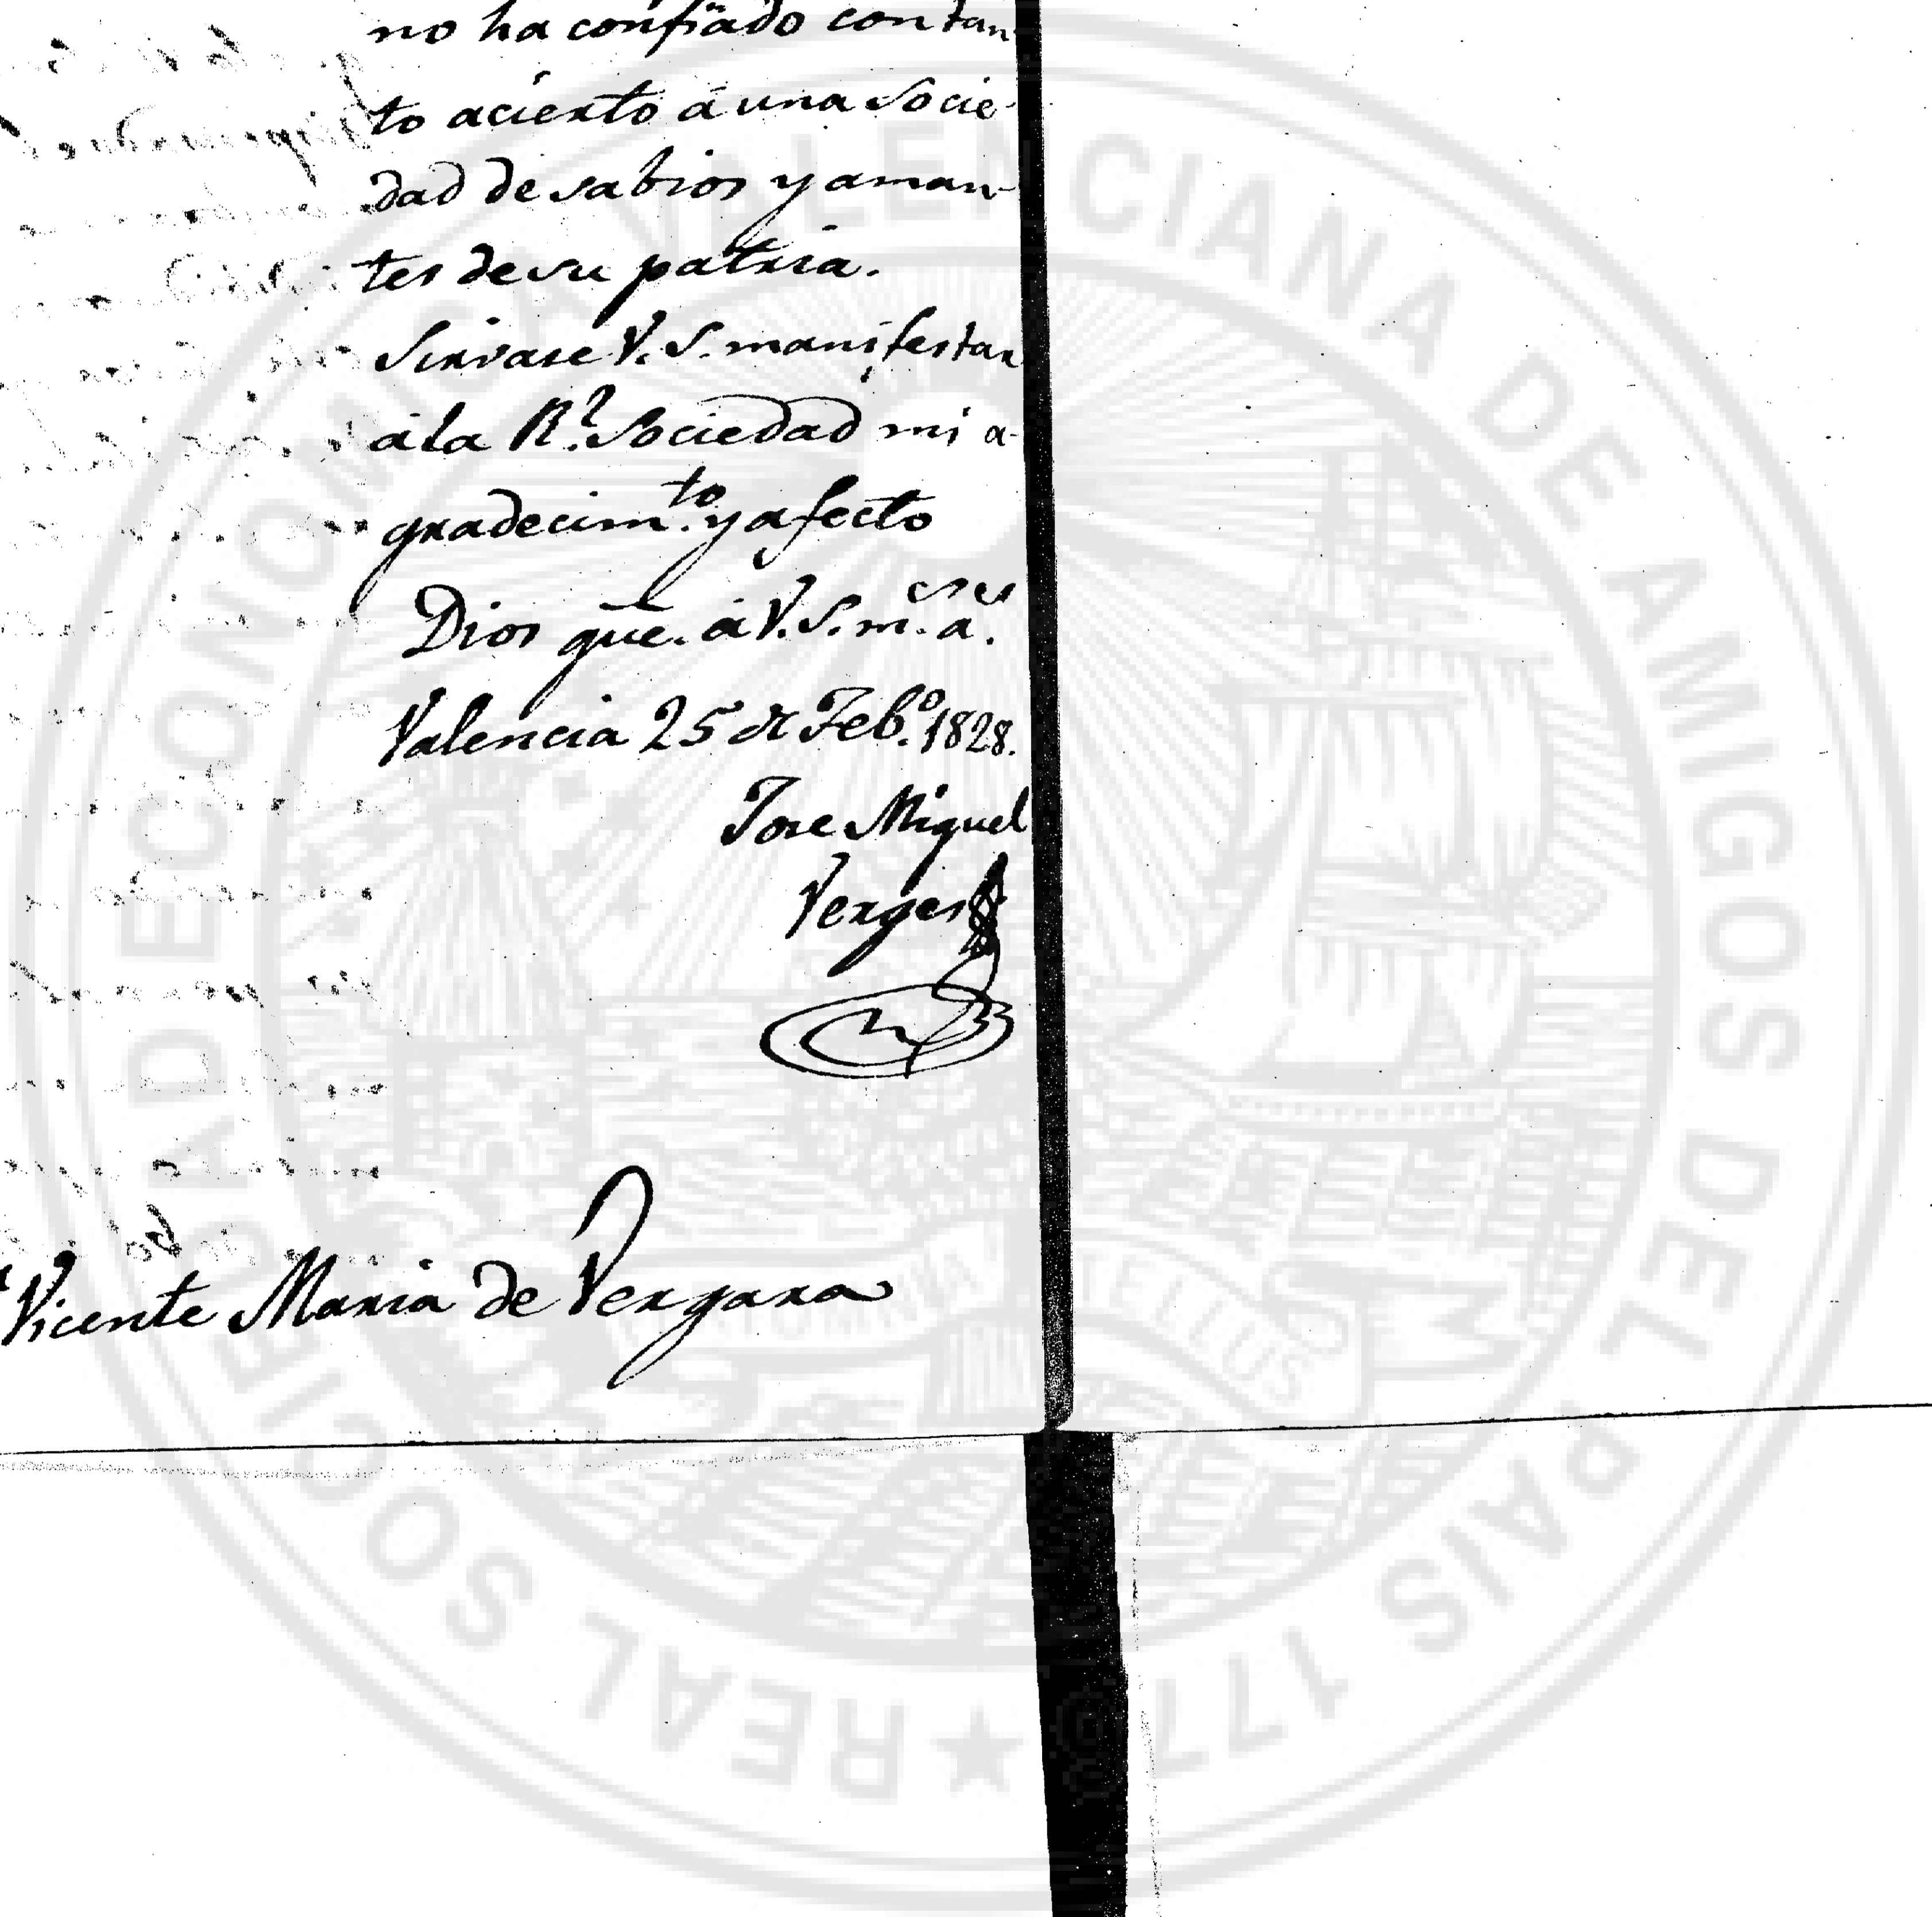 no ha confiado con tan
to acierto á una Socie-
dad de sabios y aman-
tes de su patria.
Sirvase V. S. manifestar
á la Rl. Sociedad mi a-
gradecim.to y afecto
Dios gue. á V. S. m.s a.s
Valencia 25 de Feb.o 1828.
Jose Miguel
Verges
Vicente Maria de Vergara
REAL SOCIEDAD ECONOMICA VALENCIANA DE AMIGOS DEL PAIS 1776